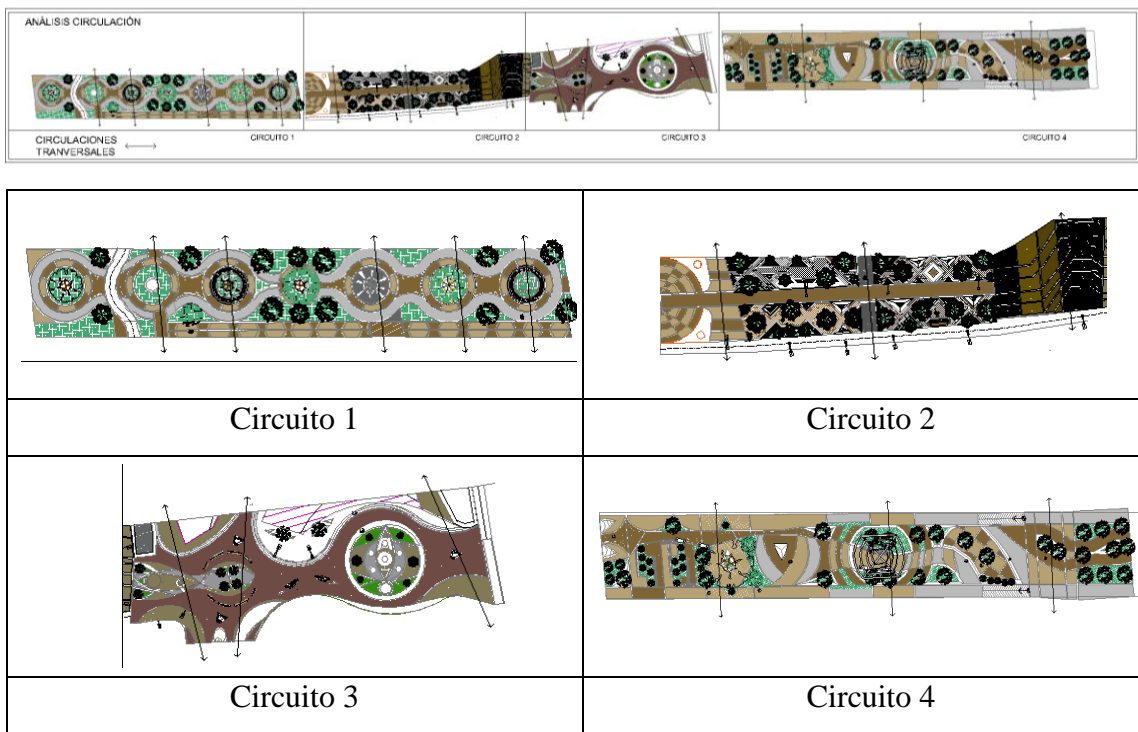 ANÁLISIS CIRCULACIÓN
CIRCULACIONES
TRANVERSALES
CIRCUITO 1
CIRCUITO 2
CIRCUITO 3
CIRCUITO 4
Circuito 1
Circuito 2
Circuito 3
Circuito 4